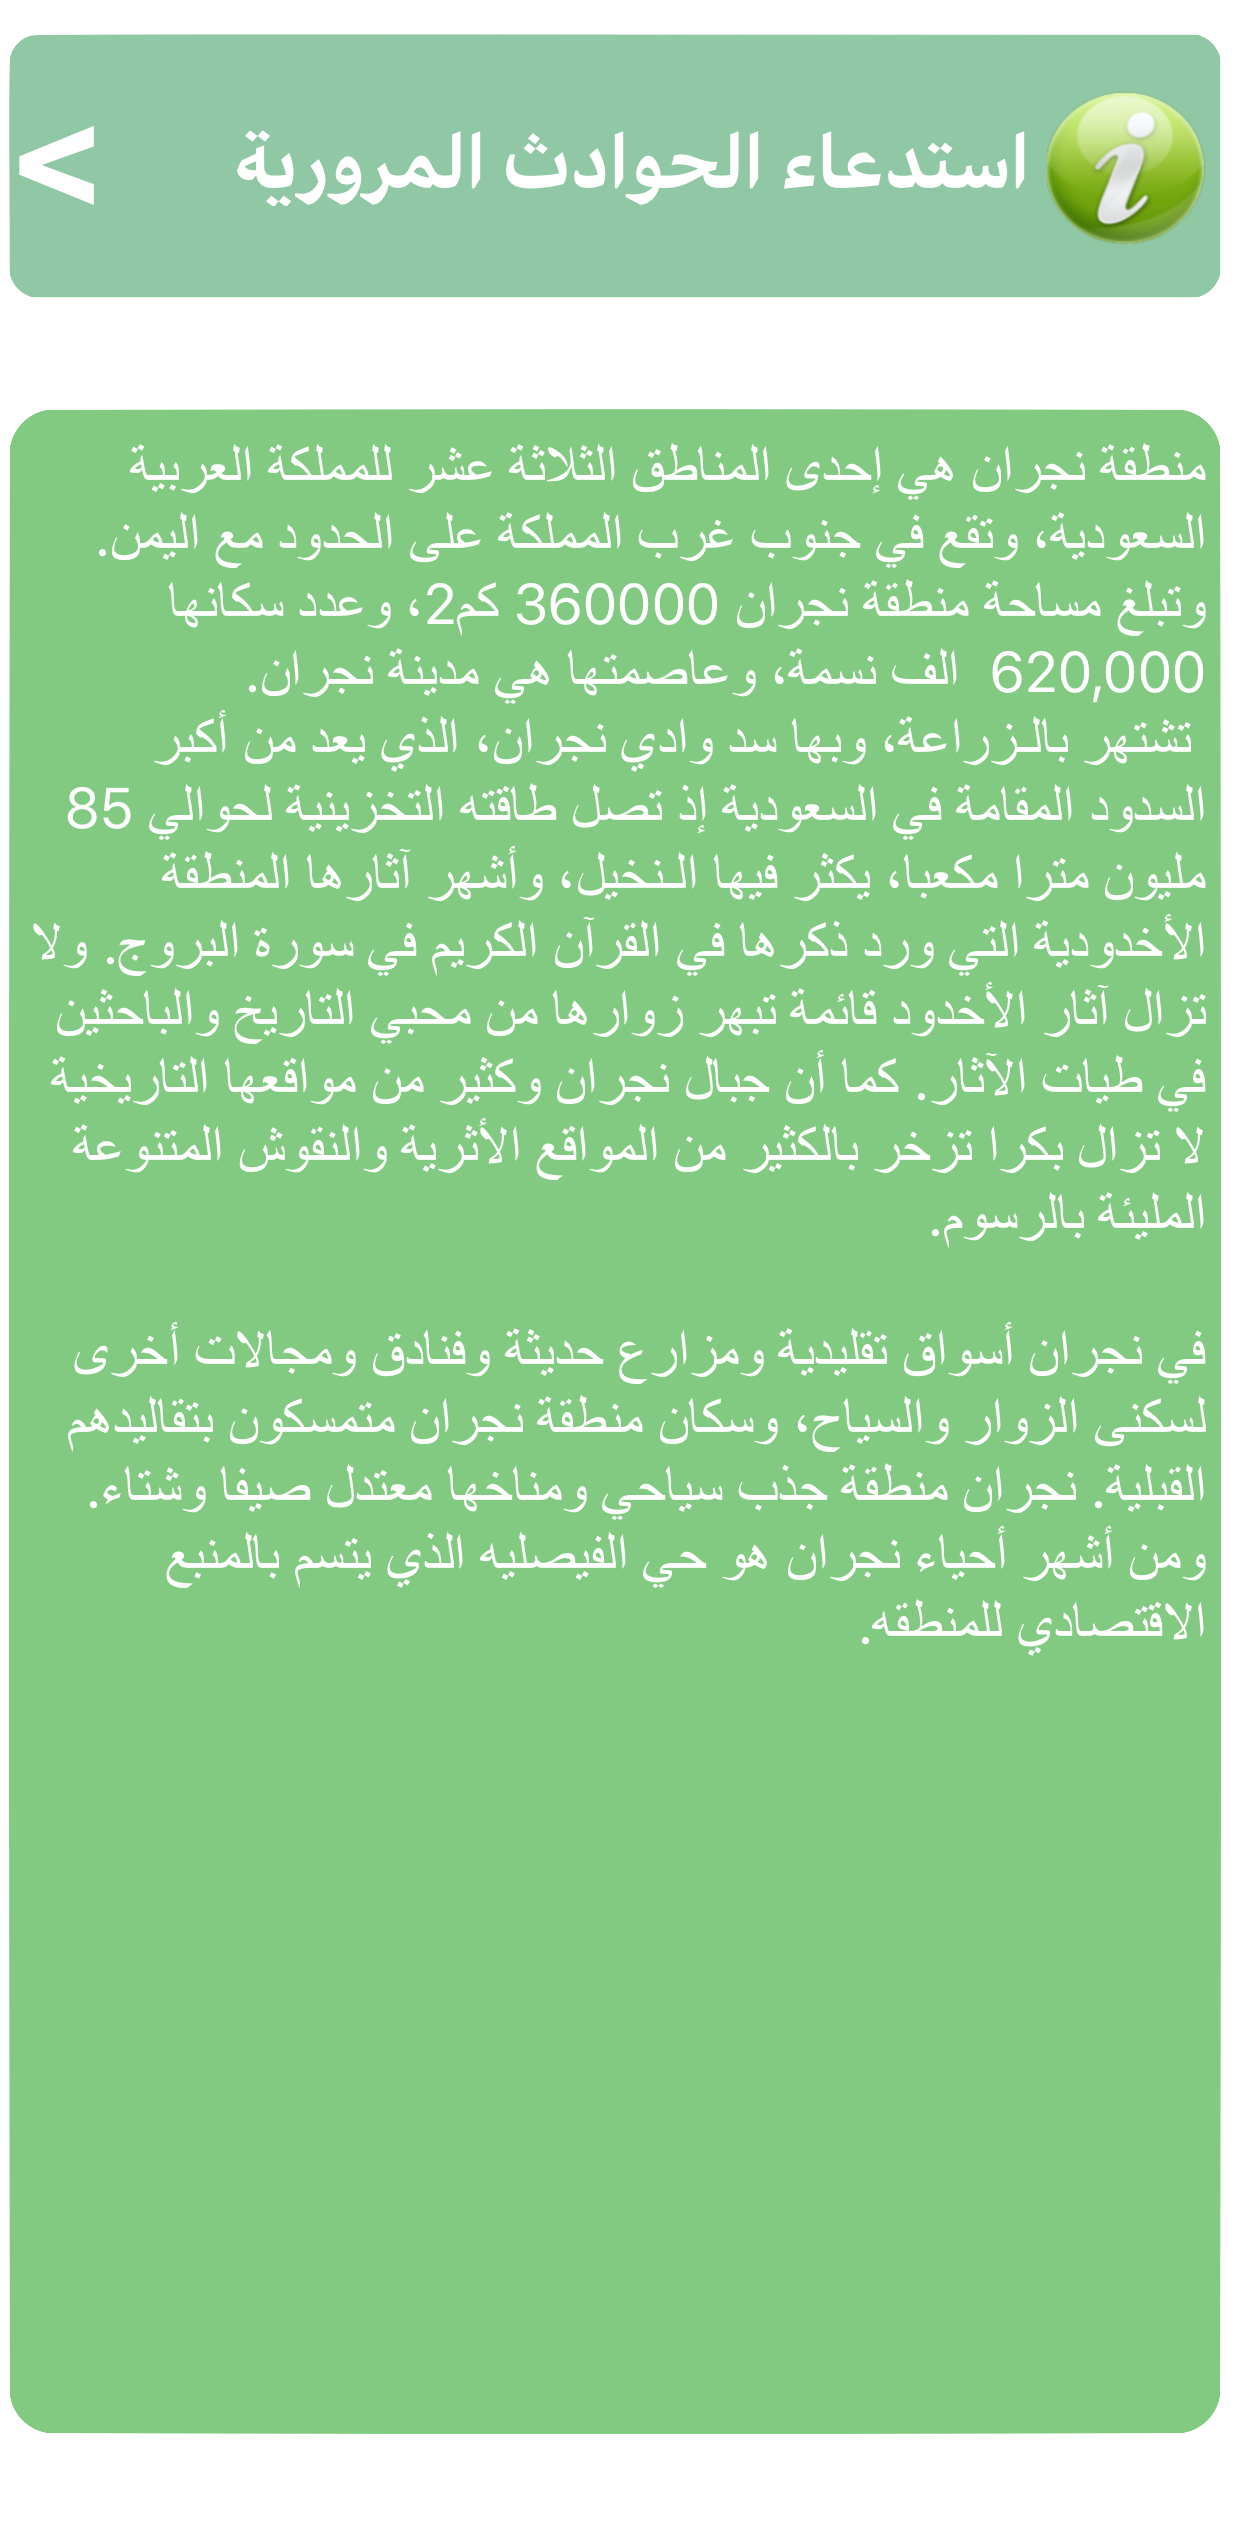 استدعاء الحوادث المرورية >
منطقة نجران هي إحدى المناطق الثلاثة عشر للمملكة العربية
السعودية، وتقع في جنوب غرب المملكة على الحدود مع اليمن.
وتبلغ مساحة منطقة نجران 360000 كم2، وعدد سكانها
620,000 الف نسمة، وعاصمتها هي مدينة نجران.
تشتهر بالـزراعة، وبها سد وادي نجران، الذي يعد من أكبر
السدود المقامة في السعودية إذ تصل طاقته التخزينية لحوالي 85
مليون مترا مكعبا، يكثر فيها النخيل، وأشهر آثارها المنطقة
الأخدودية التي ورد ذكرها في القرآن الكريم في سورة البروج. ولا
تزال آثار الأخدود قائمة تبهر زوارها من محبي التاريخ والباحثين
في طيات الآثار. كما أن جبال نجران وكثير من مواقعها التاريخية
لا تزال بكرا تزخر بالكثير من المواقع الأثرية والنقوش المتنوعة
المليئة بالرسوم.
في نجران أسواق تقليدية ومزارع حديثة وفنادق ومجالات أخرى
لسكنى الزوار والسياح، وسكان منطقة نجران متمسكون بتقاليدهم
القبلية. نجران منطقة جذب سياحي ومناخها معتدل صيفا وشتاء.
ومن أشهر أحياء نجران هو حي الفيصليه الذي يتسم بالمنبع
الاقتصادي للمنطقه.